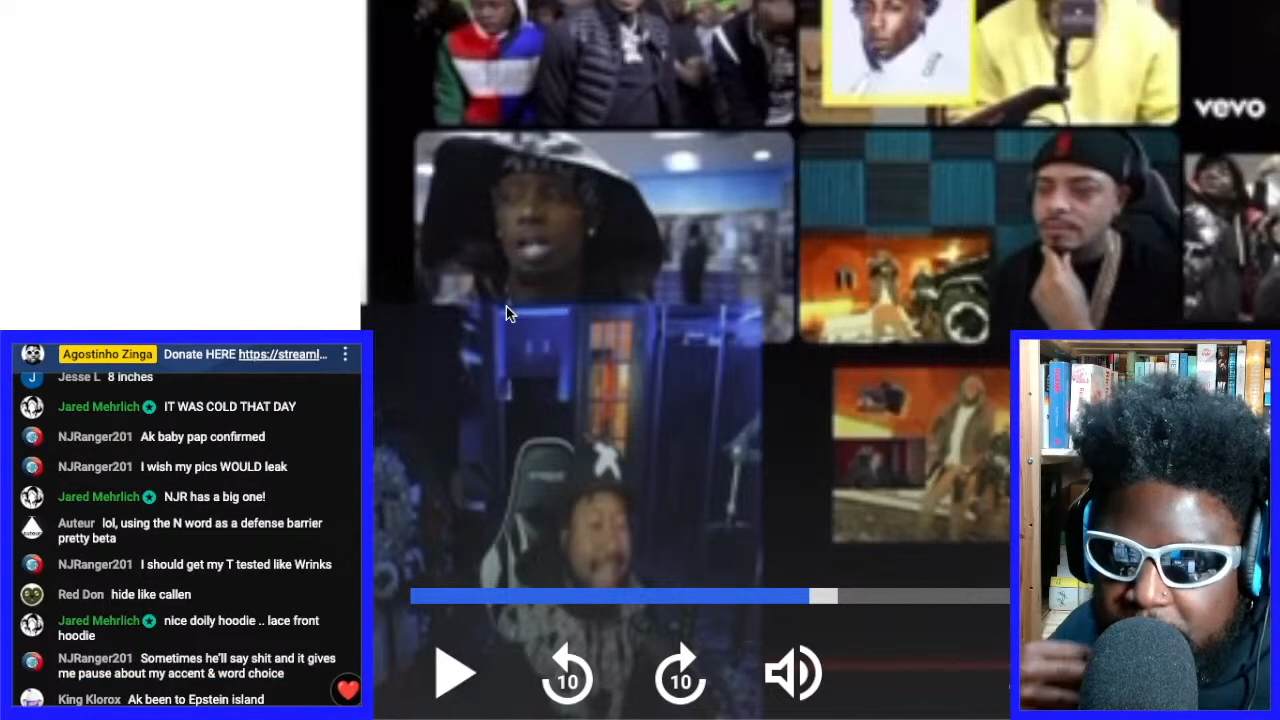 vevo
Agostinho Zinga Donate HERE https://streaml...
J Jesse L 8 inches
Jared Mehrlich IT WAS COLD THAT DAY
NJRanger201 Ak baby pap confirmed
NJRanger201 I wish my pics WOULD leak
Jared Mehrlich NJR has a big one!
Auteur lol, using the N word as a defense barrier
pretty beta
NJRanger201 I should get my T tested like Wrinks
Red Don hide like callen
Jared Mehrlich nice doily hoodie .. lace front
hoodie
NJRanger201 Sometimes he'll say shit and it gives
me pause about my accent & word choice
King Klorox Ak been to Epstein island
10
10